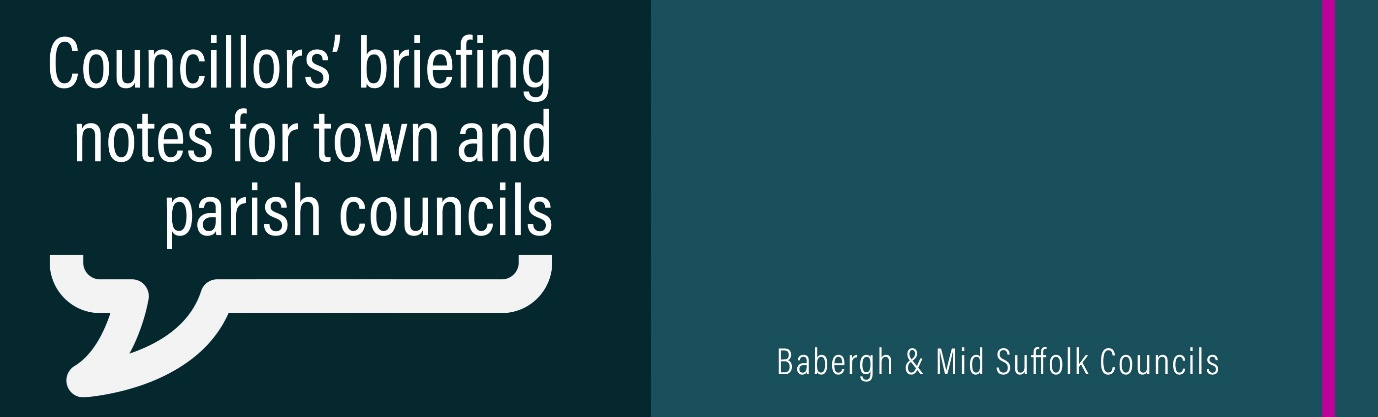 Councillors’ briefing
notes for town and
parish councils
Babergh & Mid Suffolk Councils